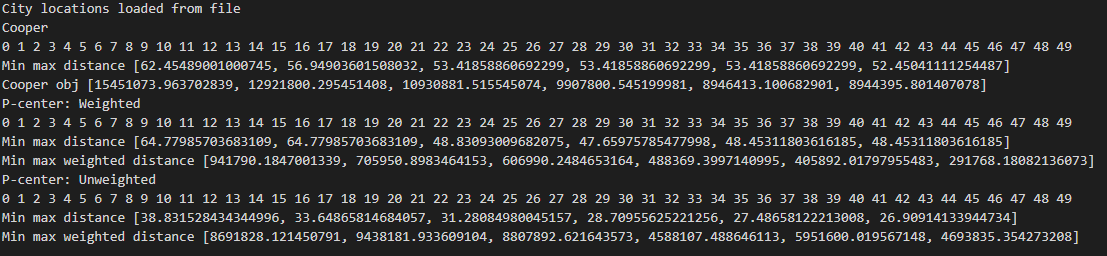 City locations loaded from file
Cooper
0 1 2 3 4 5 6 7 8 9 10 11 12 13 14 15 16 17 18 19 20 21 22 23 24 25 26 27 28 29 30 31 32 33 34 35 36 37 38 39 40 41 42 43 44 45 46 47 48 49
Min max distance [62.45489001000745, 56.94903601508032, 53.41858860692299, 53.41858860692299, 53.41858860692299, 52.45041111254487]
Cooper obj [15451073.963702839, 12921800.295451408, 10930881.515545074, 9907800.545199981, 8946413.100682901, 8944395.801407078]
P-center: Weighted
0 1 2 3 4 5 6 7 8 9 10 11 12 13 14 15 16 17 18 19 20 21 22 23 24 25 26 27 28 29 30 31 32 33 34 35 36 37 38 39 40 41 42 43 44 45 46 47 48 49
Min max distance [64.77985703683109, 64.77985703683109, 48.83093009682075, 47.65975785477998, 48.45311803616185, 48.45311803616185]
Min max weighted distance [941790.1847001339, 705950.8983464153, 606990.2484653164, 488369.3997140995, 405892.01797955483, 291768.18082136073]
P-center: Unweighted
0 1 2 3 4 5 6 7 8 9 10 11 12 13 14 15 16 17 18 19 20 21 22 23 24 25 26 27 28 29 30 31 32 33 34 35 36 37 38 39 40 41 42 43 44 45 46 47 48 49
Min max distance [38.831528434344996, 33.64865814684057, 31.28084980045157, 28.70955625221256, 27.48658122213008, 26.90914133944734]
Min max weighted distance [8691828.121450791, 9438181.933609104, 8807892.621643573, 4588107.488646113, 5951600.019567148, 4693835.354273208]